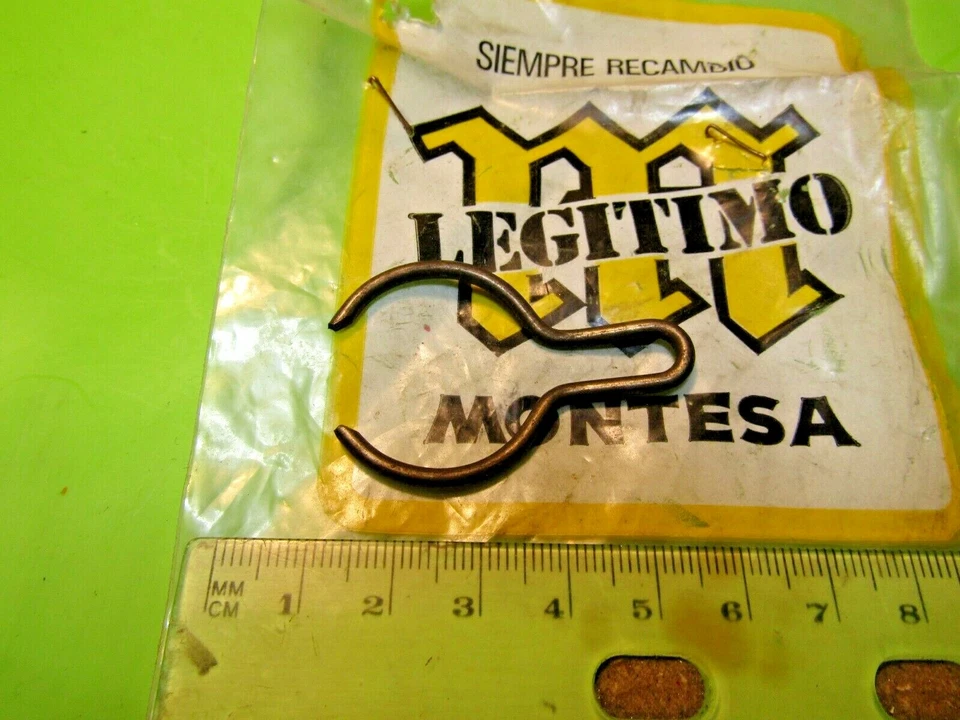 SIEMPRE RECAMBIO
LEGITIMO
MONTESA
MM
CM 1 2 3 4 5 6 7 8